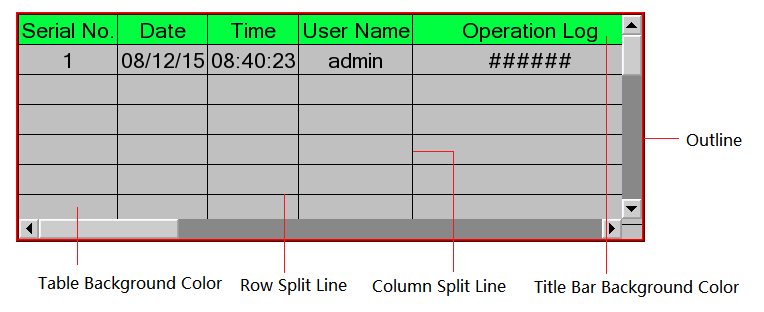 Serial No. Date Time User Name Operation Log
1 08/12/15 08:40:23 admin ######
Outline
Table Background Color Row Split Line Column Split Line Title Bar Background Color